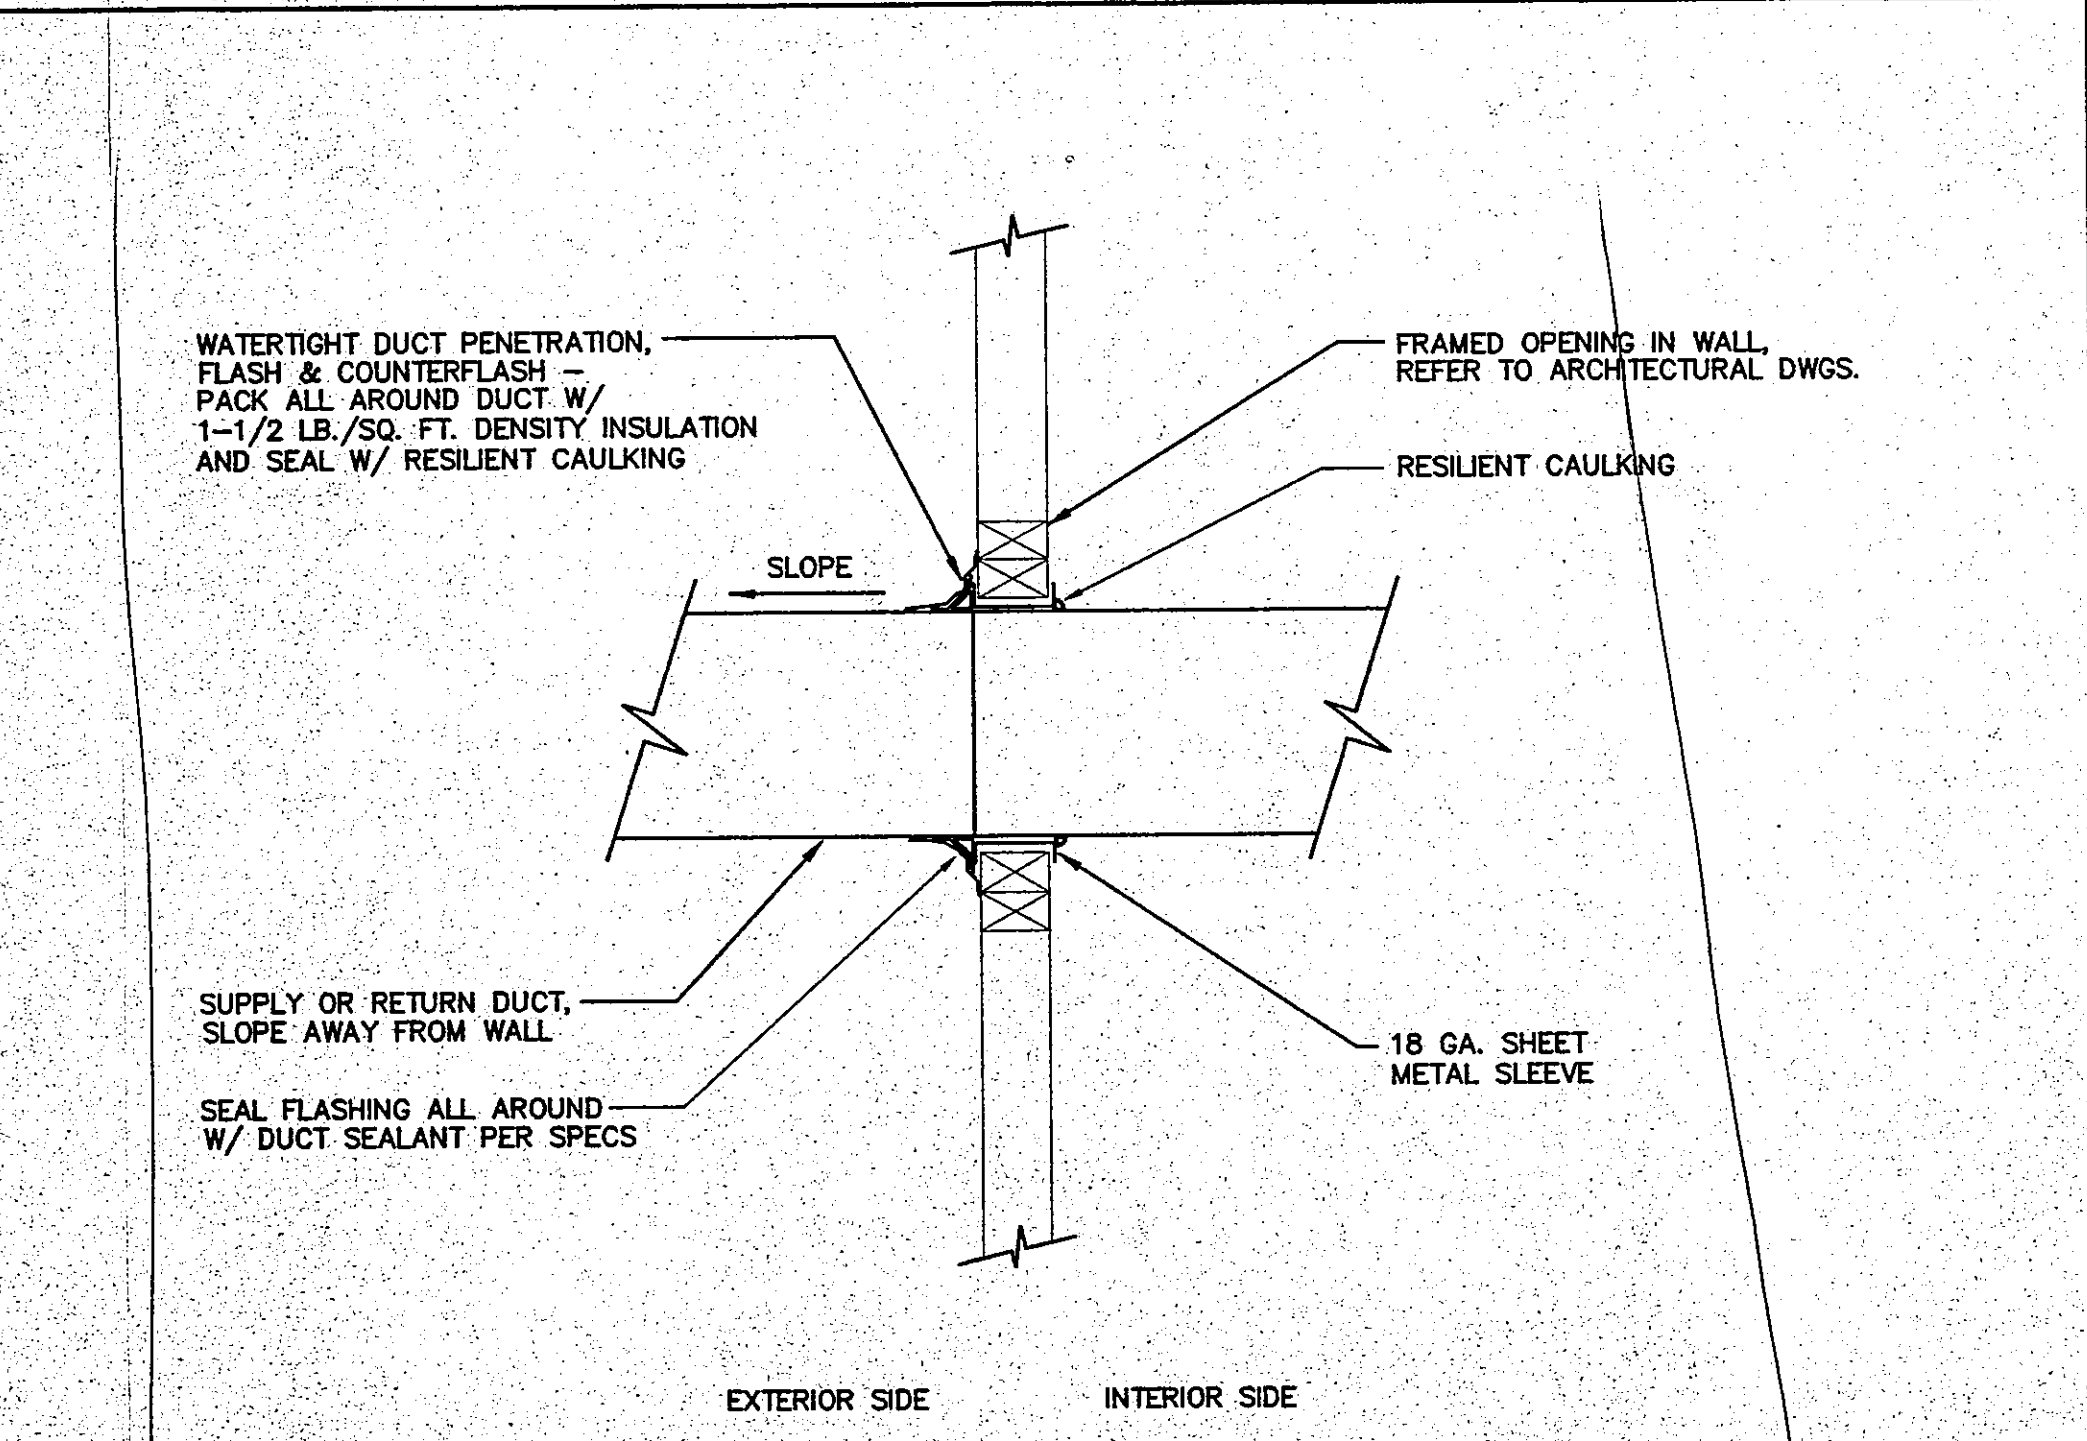 WATERTIGHT DUCT PENETRATION,
FLASH & COUNTERFLASH –
PACK ALL AROUND DUCT W/
1-1/2 LB./SQ. FT. DENSITY INSULATION
AND SEAL W/ RESILIENT CAULKING
FRAMED OPENING IN WALL,
REFER TO ARCHITECTURAL DWGS.
RESILIENT CAULKING
SLOPE
SUPPLY OR RETURN DUCT,
SLOPE AWAY FROM WALL
SEAL FLASHING ALL AROUND
W/ DUCT SEALANT PER SPECS
18 GA. SHEET
METAL SLEEVE
EXTERIOR SIDE
INTERIOR SIDE